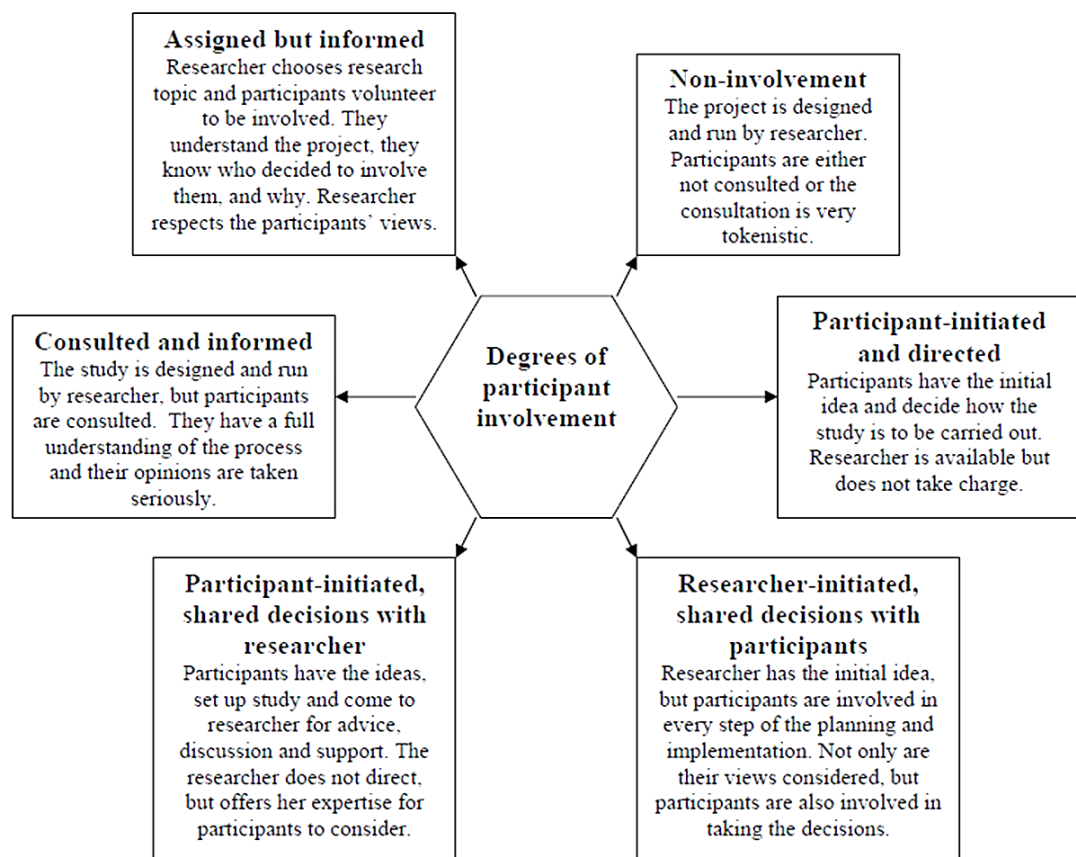 Assigned but informed
Researcher chooses research
topic and participants volunteer
to be involved. They
understand the project, they
know who decided to involve
them, and why. Researcher
respects the participants’ views.
Non-involvement
The project is designed
and run by researcher.
Participants are either
not consulted or the
consultation is very
tokenistic.
Consulted and informed
The study is designed and run
by researcher, but participants
are consulted. They have a full
understanding of the process
and their opinions are taken
seriously.
Degrees of
participant
involvement
Participant-initiated
and directed
Participants have the initial
idea and decide how the
study is to be carried out.
Researcher is available but
does not take charge.
Participant-initiated,
shared decisions with
researcher
Participants have the ideas,
set up study and come to
researcher for advice,
discussion and support. The
researcher does not direct,
but offers her expertise for
participants to consider.
Researcher-initiated,
shared decisions with
participants
Researcher has the initial idea,
but participants are involved in
every step of the planning and
implementation. Not only are
their views considered, but
participants are also involved in
taking the decisions.